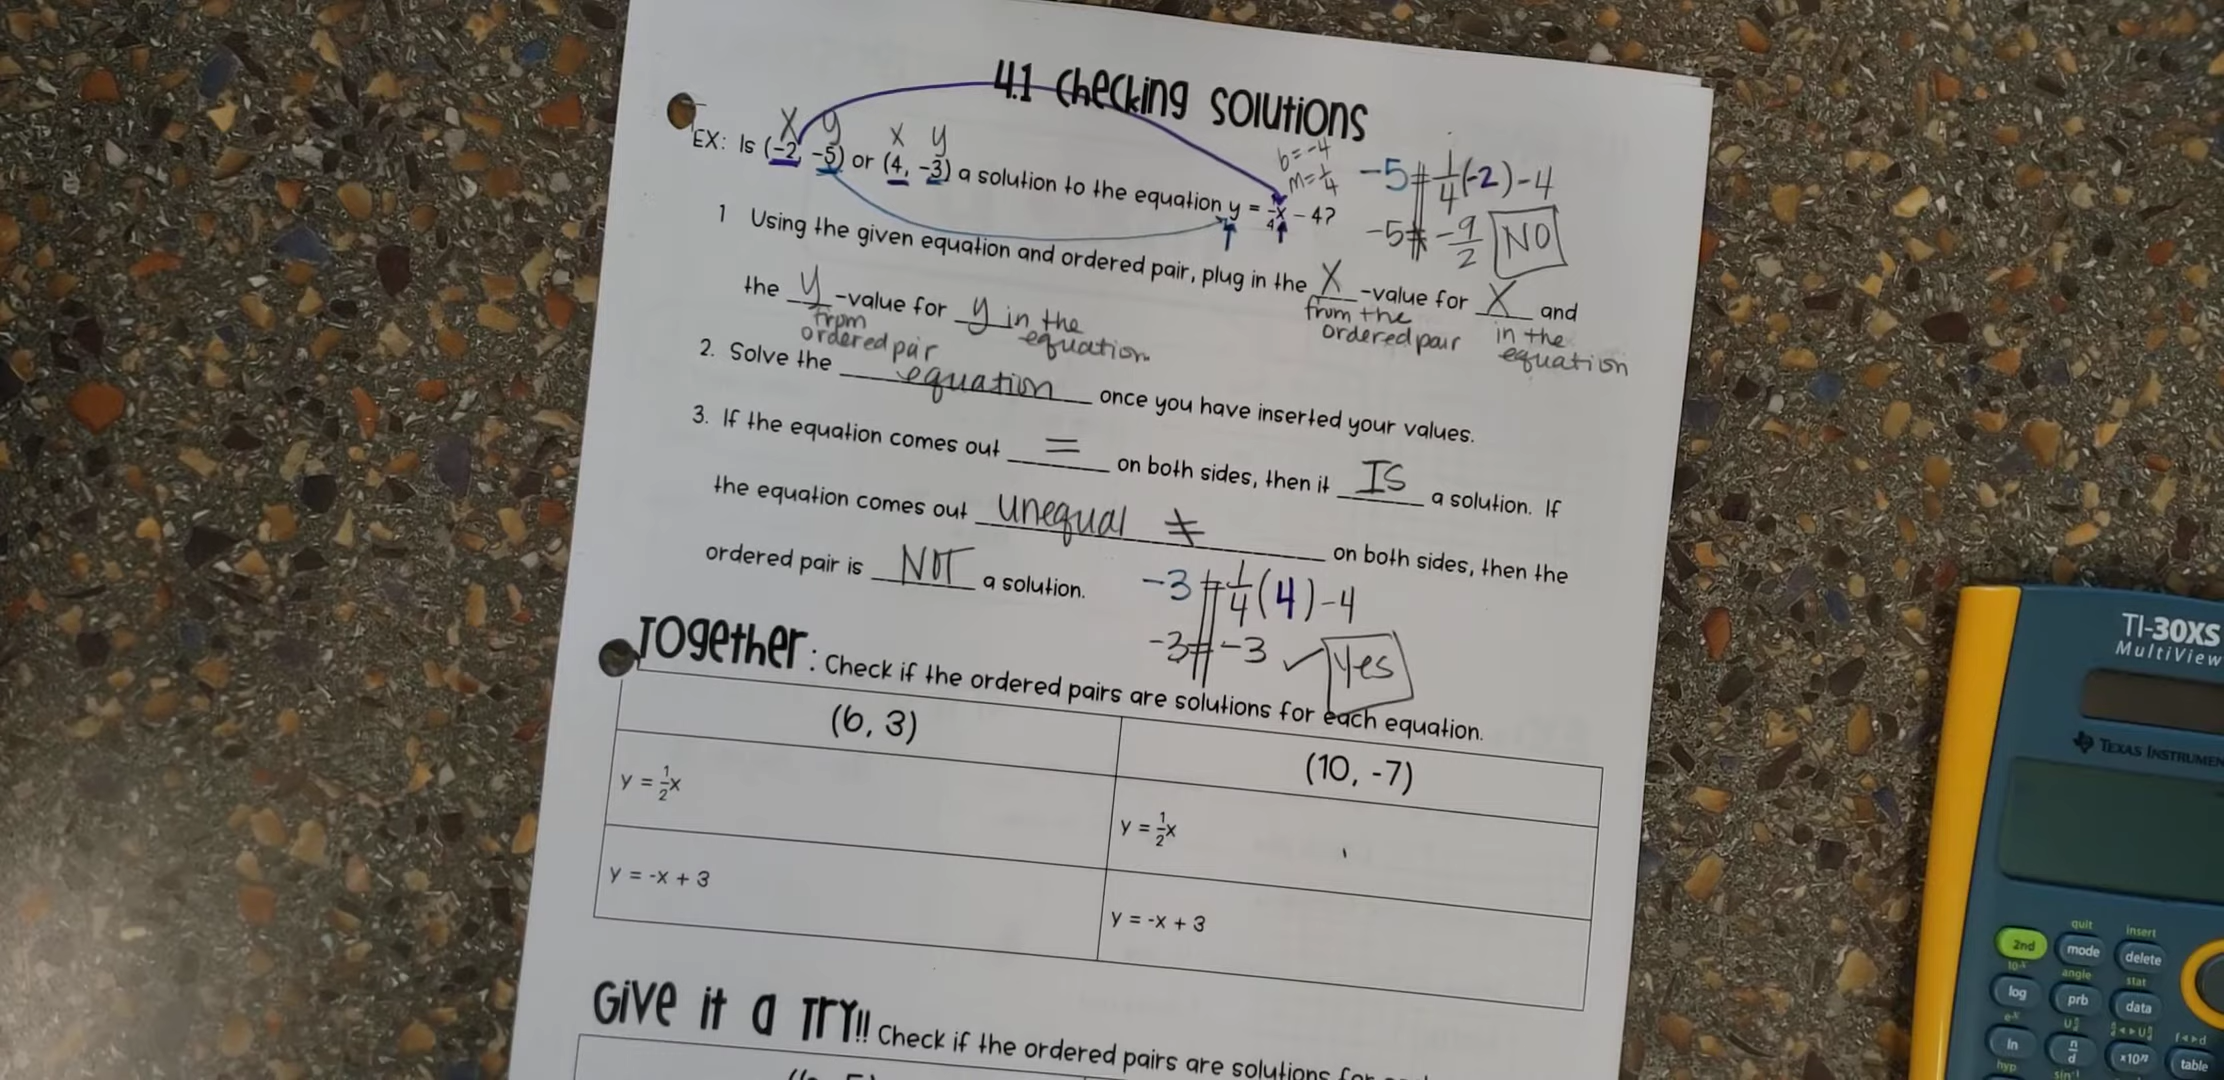 4.1 Checking Solutions
X y x y
EX: Is (-2, -5) or (4, -3) a solution to the equation y = ¼x - 4?
b=-4
m=¼
-5 = ¼(-2)-4
-5 ≠ -9/2 NO
1 Using the given equation and ordered pair, plug in the X -value for X and
from the ordered pair in the equation
the y -value for y in the equation
from ordered pair
2. Solve the equation once you have inserted your values.
3. If the equation comes out = on both sides, then it IS a solution. If
the equation comes out unequal ≠ on both sides, then the
ordered pair is NOT a solution.
-3 = ¼(4)-4
-3 = -3 ✓ Yes
Together: Check if the ordered pairs are solutions for each equation.
(6, 3) (10, -7)
y = ½x y = ½x
y = -x + 3 y = -x + 3
Give it a Try!! Check if the ordered pairs are solutions for
TI-30XS
MultiView
Texas Instrumen
quit insert
2nd mode delete
10ˣ angle stat
log prb data
eˣ
ln n/d x10ⁿ table
hyp sin⁻¹